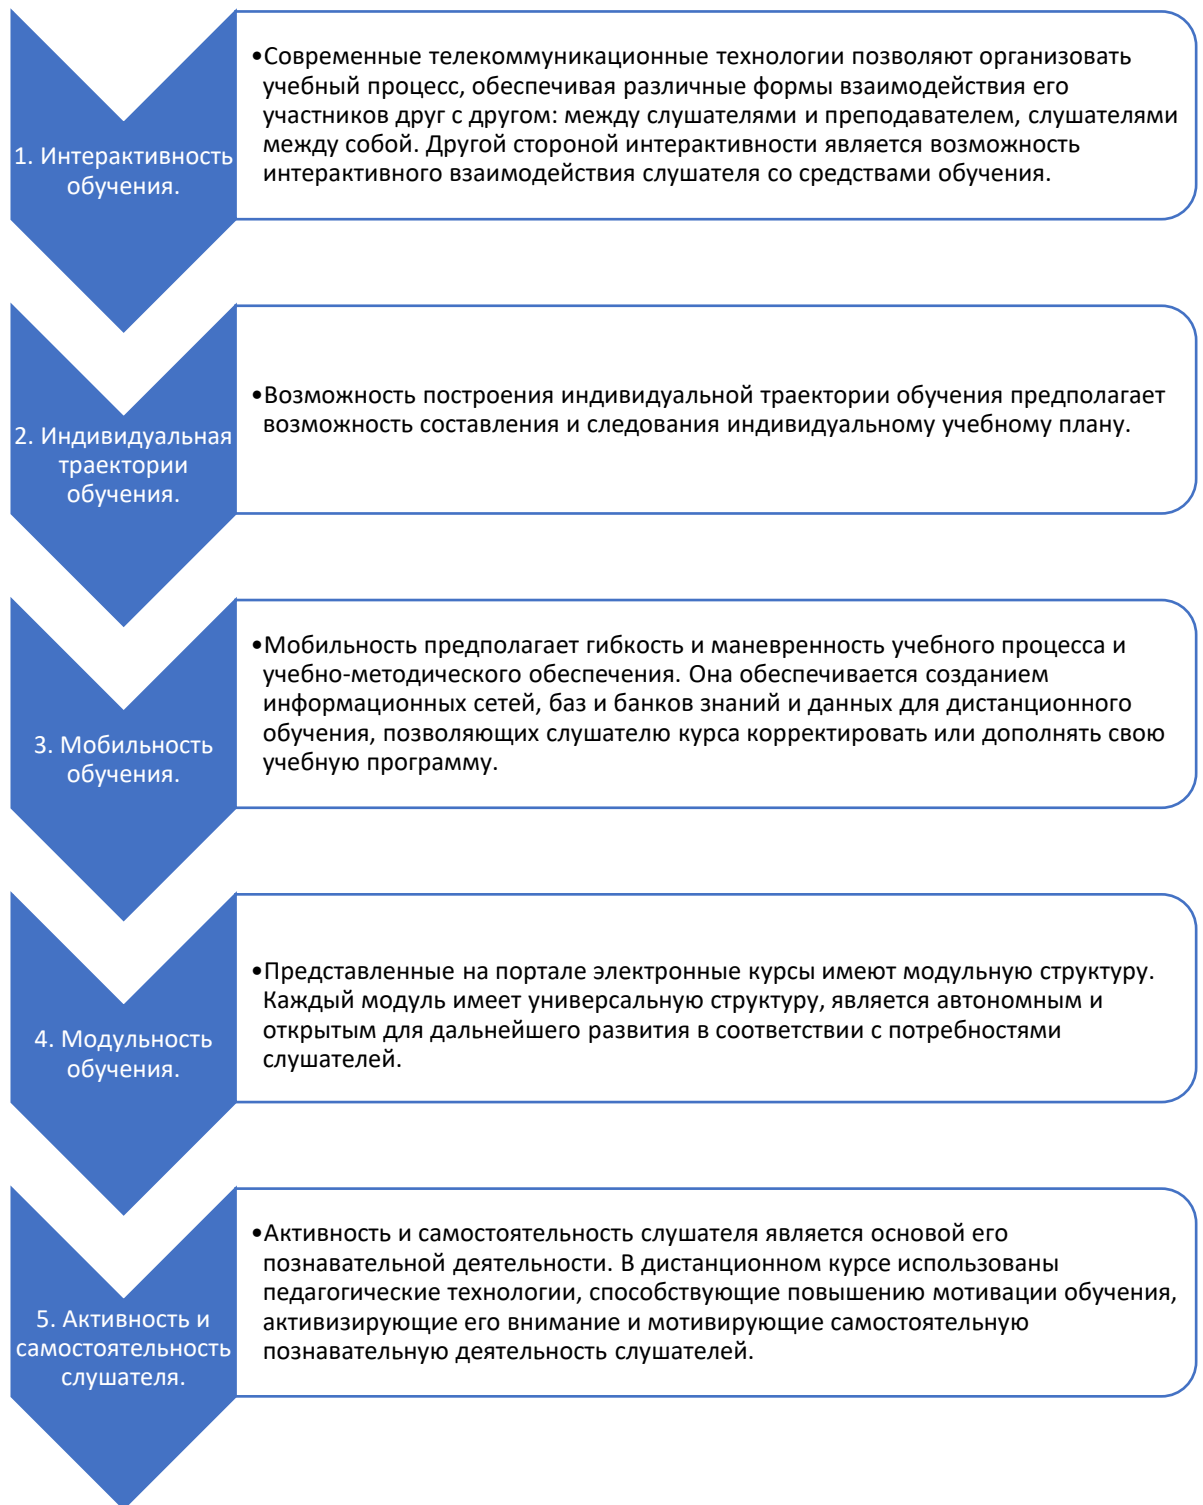 1. Интерактивность
обучения.
•Современные телекоммуникационные технологии позволяют организовать
учебный процесс, обеспечивая различные формы взаимодействия его
участников друг с другом: между слушателями и преподавателем, слушателями
между собой. Другой стороной интерактивности является возможность
интерактивного взаимодействия слушателя со средствами обучения.
2. Индивидуальная
траектории
обучения.
•Возможность построения индивидуальной траектории обучения предполагает
возможность составления и следования индивидуальному учебному плану.
3. Мобильность
обучения.
•Мобильность предполагает гибкость и маневренность учебного процесса и
учебно-методического обеспечения. Она обеспечивается созданием
информационных сетей, баз и банков знаний и данных для дистанционного
обучения, позволяющих слушателю курса корректировать или дополнять свою
учебную программу.
4. Модульность
обучения.
•Представленные на портале электронные курсы имеют модульную структуру.
Каждый модуль имеет универсальную структуру, является автономным и
открытым для дальнейшего развития в соответствии с потребностями
слушателей.
5. Активность и
самостоятельность
слушателя.
•Активность и самостоятельность слушателя является основой его
познавательной деятельности. В дистанционном курсе использованы
педагогические технологии, способствующие повышению мотивации обучения,
активизирующие его внимание и мотивирующие самостоятельную
познавательную деятельность слушателей.